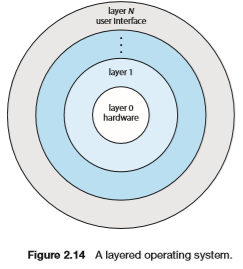 layer N
user interface
layer 1
layer 0
hardware
Figure 2.14 A layered operating system.